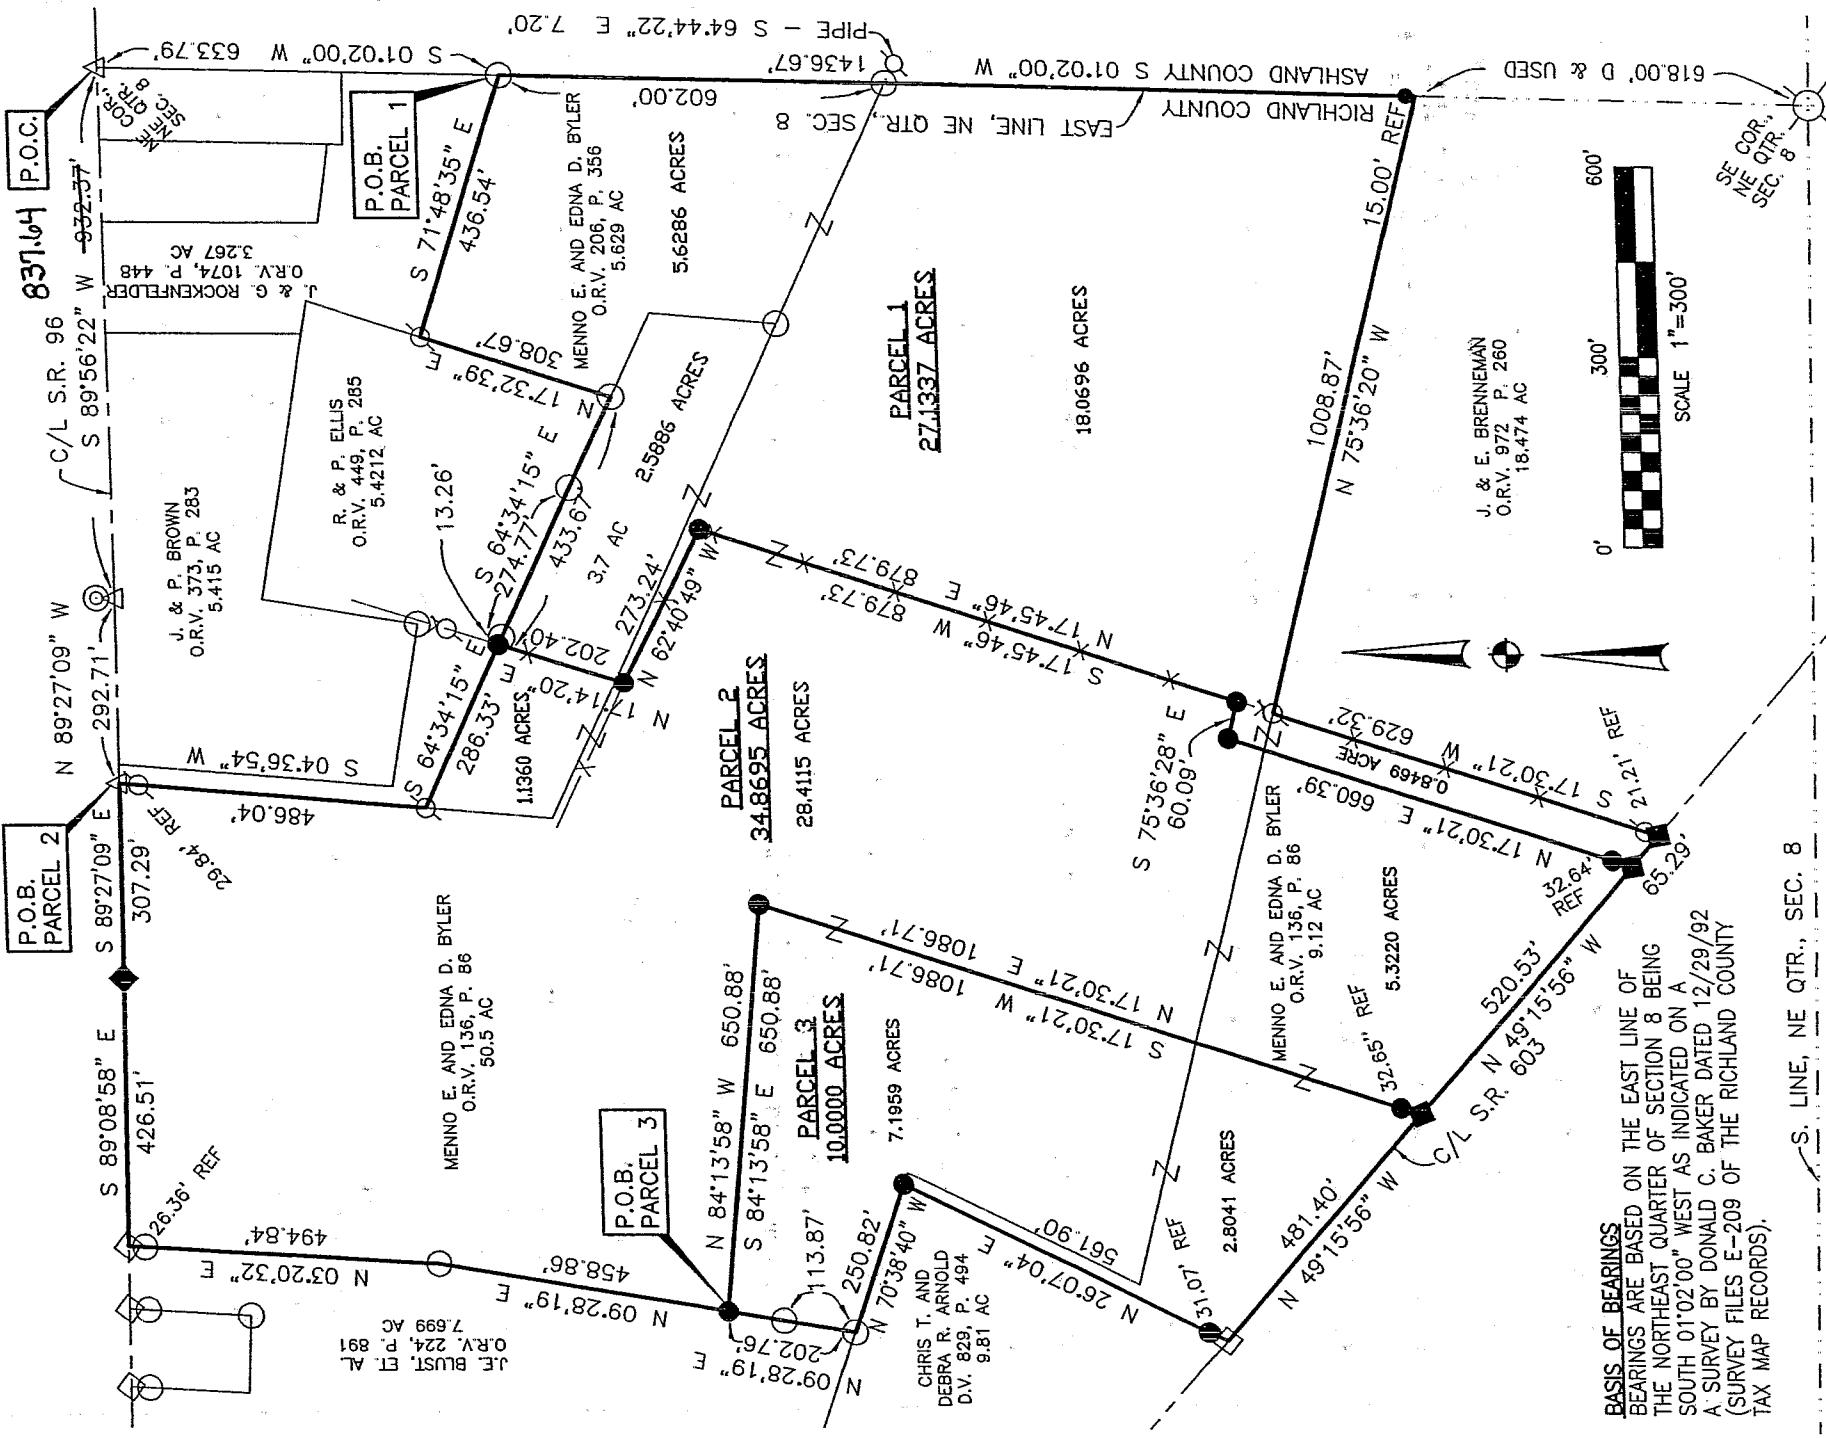 P.O.C.
837.64
S 89°56'22" W 932.37'
C/L S.R. 96
N 89°27'09" W
292.71'
P.O.B.
PARCEL 2
S 89°27'09" E
307.29'
S 89°08'58" E
426.51'
26.36' REF
29.84' REF
NE COR.,
NE QTR.
SEC. 8
S 01°02'00" W 633.79'
PIPE - S 64°44'22" E 7.20'
P.O.B.
PARCEL 1
S 71°48'35" E
436.54'
J. & G. ROCKENFELDER
O.R.V. 1074, P. 448
3.267 AC
J. & P. BROWN
O.R.V. 373, P. 283
5.415 AC
R. & P. ELLIS
O.R.V. 449, P. 285
5.4212 AC
N 17°32'39" E
308.67'
MENNO E. AND EDNA D. BYLER
O.R.V. 206, P. 356
5.629 AC
5.6286 ACRES
602.00'
1436.67'
EAST LINE, NE QTR., SEC. 8
ASHLAND COUNTY S 01°02'00" W
RICHLAND COUNTY
618.00' D & USED
SE COR.,
NE QTR.
SEC. 8
13.26'
S 64°34'15" E
274.77'
433.67'
3.7 AC
2.5886 ACRES
S 04°36'54" W
486.04'
S 64°34'15" E
286.33'
1.1360 ACRES
N 17°14'20" E
202.40'
273.24'
N 62°40'49" W
PARCEL 1
27.1337 ACRES
18.0696 ACRES
15.00' REF
1008.87'
N 75°36'20" W
PARCEL 2
34.8695 ACRES
28.4115 ACRES
879.73'
N 17°45'46" E
879.73'
S 17°45'46" W
S 75°36'28" E
60.09'
J. & E. BRENNEMAN
O.R.V. 972 P. 260
18.474 AC
0' 300' 600'
SCALE 1"=300'
629.32'
S 17°30'21" W
0.8469 ACRE
660.39'
N 17°30'21" E
21.21' REF
32.64'
REF
65.29'
MENNO E. AND EDNA D. BYLER
O.R.V. 136, P. 86
50.5 AC
MENNO E. AND EDNA D. BYLER
O.R.V. 136, P. 86
9.12 AC
5.3220 ACRES
520.53'
N 49°15'56" W
C/L S.R. 603
P.O.B.
PARCEL 3
N 84°13'58" W 650.88'
S 84°13'58" E 650.88'
PARCEL 3
10.0000 ACRES
7.1959 ACRES
1086.71'
N 17°30'21" E
1086.71'
S 17°30'21" W
32.65" REF
2.8041 ACRES
481.40'
N 49°15'56" W
494.84'
N 03°20'32" E
458.86'
N 09°28'19" E
113.87'
202.76'
N 09°28'19" E
250.82'
N 70°38'40" W
561.90'
N 26°07'04" E
31.07' REF
CHRIS T. AND
DEBRA R. ARNOLD
D.V. 829, P. 494
9.81 AC
J.E. BLUST, ET. AL.
O.R.V. 224, P. 891
7.699 AC
S. LINE, NE QTR., SEC. 8
BASIS OF BEARINGS
BEARINGS ARE BASED ON THE EAST LINE OF
THE NORTHEAST QUARTER OF SECTION 8 BEING
SOUTH 01°02'00" WEST AS INDICATED ON A
A SURVEY BY DONALD C. BAKER DATED 12/29/92
(SURVEY FILES E-209 OF THE RICHLAND COUNTY
TAX MAP RECORDS).